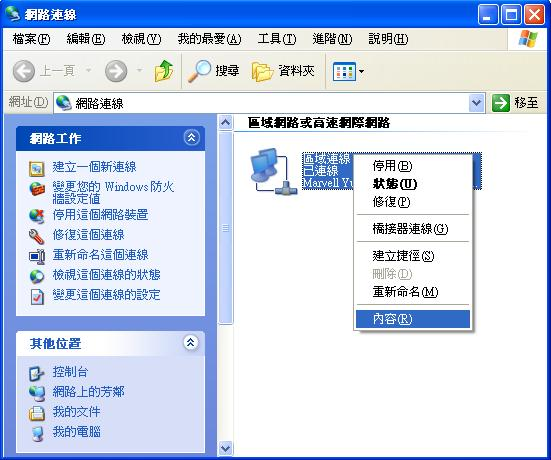 網路連線
檔案(F) 編輯(E) 檢視(V) 我的最愛(A) 工具(T) 進階(N) 說明(H)
上一頁 搜尋 資料夾
網址(D) 網路連線 移至
網路工作
建立一個新連線
變更您的 Windows 防火
牆設定值
停用這個網路裝置
修復這個連線
重新命名這個連線
檢視這個連線的狀態
變更這個連線的設定
其他位置
控制台
網路上的芳鄰
我的文件
我的電腦
區域網路或高速網際網路
區域連線
已連線
Marvell Yu
停用(B)
狀態(U)
修復(P)
橋接器連線(G)
建立捷徑(S)
刪除(D)
重新命名(M)
內容(R)